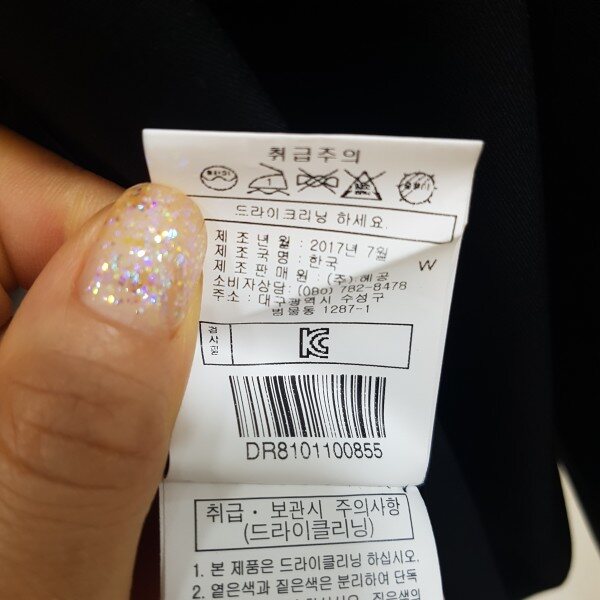 취급주의
드라이크리닝 하세요.
제조년월 : 2017년 7월
제조국명 : 한국
제조판매원 : (주) 혜공
소비자상담: (080) 782-8478
주소 : 대구광역시 수성구
범물동 1287-1
W
DR8101100855
취급· 보관시 주의사항
(드라이클리닝)
1. 본 제품은 드라이크리닝 하십시오.
2. 옅은색과 짙은색은 분리하여 단독